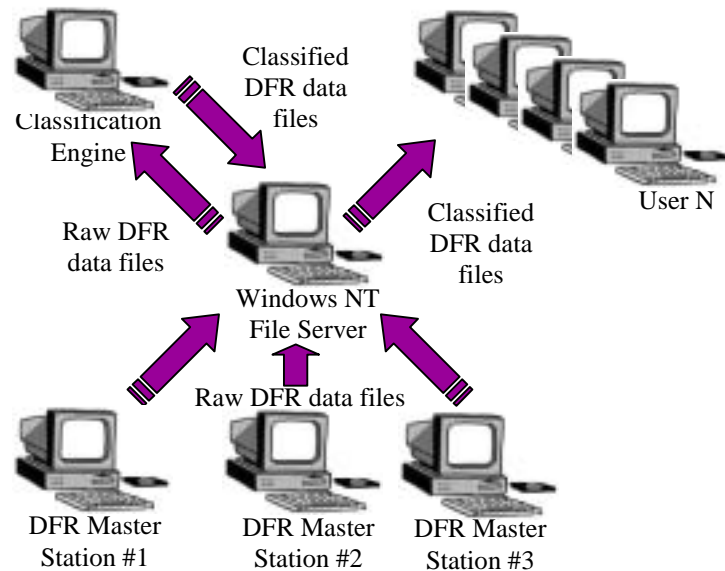 Classified
DFR data
files
Classification
Engine
Raw DFR
data files
User N
Classified
DFR data
files
Windows NT
File Server
Raw DFR data files
DFR Master
Station #1
DFR Master
Station #2
DFR Master
Station #3